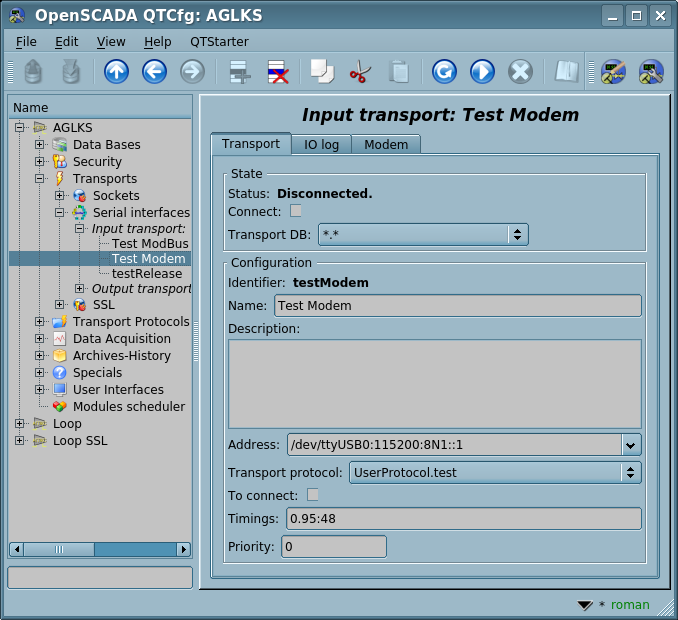 OpenSCADA QTCfg: AGLKS
File Edit View Help QTStarter
Name
AGLKS
Data Bases
Security
Transports
Sockets
Serial interfaces
Input transport:
Test ModBus
Test Modem
testRelease
Output transport
SSL
Transport Protocols
Data Acquisition
Archives-History
Specials
User Interfaces
Modules scheduler
Loop
Loop SSL
Input transport: Test Modem
Transport IO log Modem
State
Status: Disconnected.
Connect:
Transport DB: *.*
Configuration
Identifier: testModem
Name: Test Modem
Description:
Address: /dev/ttyUSB0:115200:8N1::1
Transport protocol: UserProtocol.test
To connect:
Timings: 0.95:48
Priority: 0
* roman